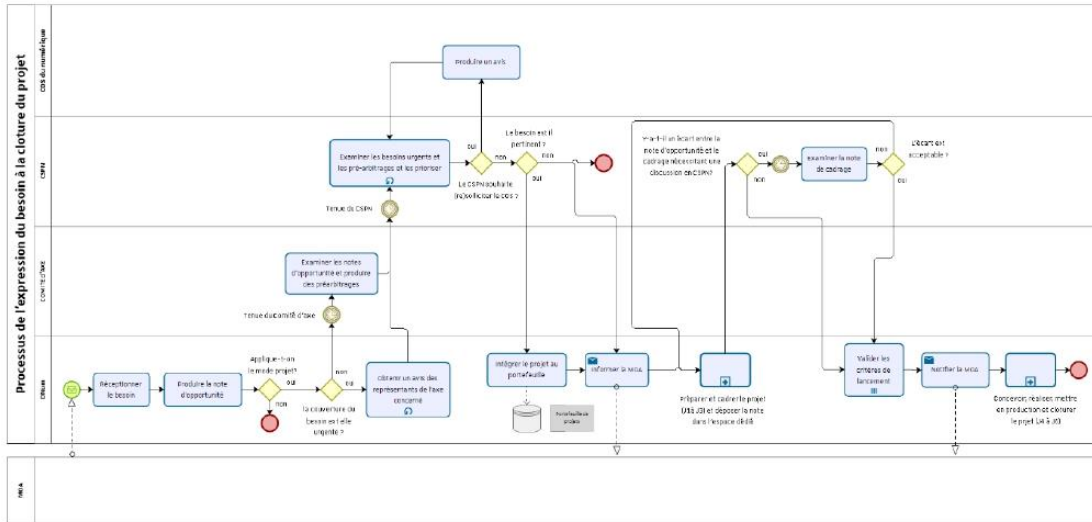 Processus de l'expression du besoin à la cloture du projet
COS du numérique
Produire un avis
CSPN
Examiner les besoins urgents et
les pré-arbitrages et les prioriser
oui
non
Le CSPN souhaite
(re)solliciter le COS ?
Le besoin est il
pertinent ?
non
oui
Tenue du CSPN
Y-a-t-il un écart entre la
note d'opportunité et le
cadrage nécessitant une
discussion en CSPN?
oui
non
Examiner la note
de cadrage
non
oui
L'écart est
acceptable ?
COMITÉ D'AXE
Examiner les notes
d'opportunité et produire
des préarbitrages
Tenue du comité d'axe
Réceptionner
le besoin
Produire la note
d'opportunité
Applique-t-on
le mode projet?
oui
non
non
oui
la couverture du
besoin est elle
urgente ?
Obtenir un avis des
représentants de l'axe
concerné
Intégrer le projet au
portefeuille
Informer la MOA
Portefeuille de
projets
Préparer et cadrer le projet
(J1 à J3) et déposer la note
dans l'espace dédié
Valider les
critères de
lancement
Notifier la MOA
Concevoir, réaliser, mettre
en production et cloturer
le prjet (J4 à J6)
MOA